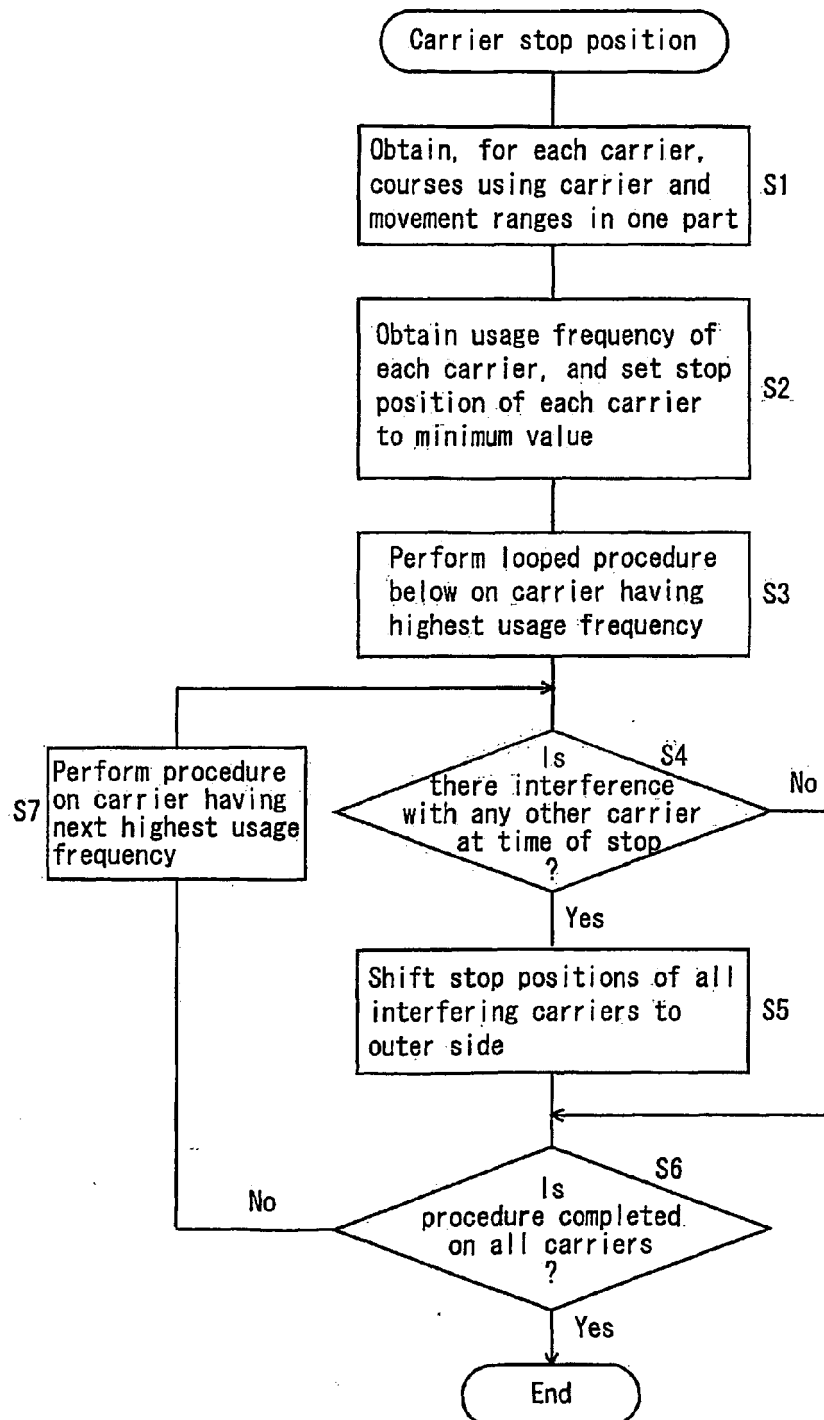 Carrier stop position
Obtain, for each carrier,
courses using carrier and
movement ranges in one part
S1
Obtain usage frequency of
each carrier, and set stop
position of each carrier
to minimum value
S2
Perform looped procedure
below on carrier having
highest usage frequency
S3
Is
there interference
with any other carrier
at time of stop
?
S4
No
Yes
S7
Perform procedure
on carrier having
next highest usage
frequency
Shift stop positions of all
interfering carriers to
outer side
S5
Is
procedure completed
on all carriers
?
S6
No
Yes
End